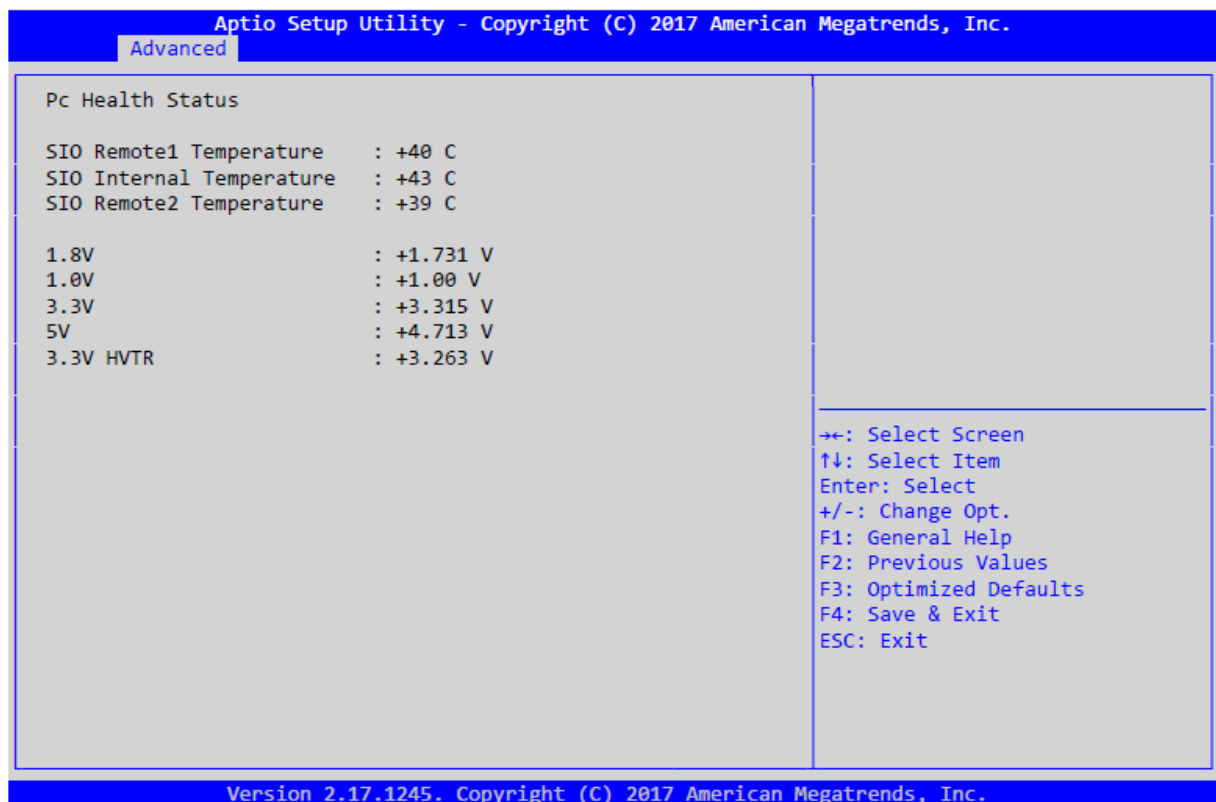 Aptio Setup Utility - Copyright (C) 2017 American Megatrends, Inc.
Advanced
Pc Health Status
SIO Remote1 Temperature : +40 C
SIO Internal Temperature : +43 C
SIO Remote2 Temperature : +39 C
1.8V : +1.731 V
1.0V : +1.00 V
3.3V : +3.315 V
5V : +4.713 V
3.3V HVTR : +3.263 V
→←: Select Screen
↑↓: Select Item
Enter: Select
+/-: Change Opt.
F1: General Help
F2: Previous Values
F3: Optimized Defaults
F4: Save & Exit
ESC: Exit
Version 2.17.1245. Copyright (C) 2017 American Megatrends, Inc.